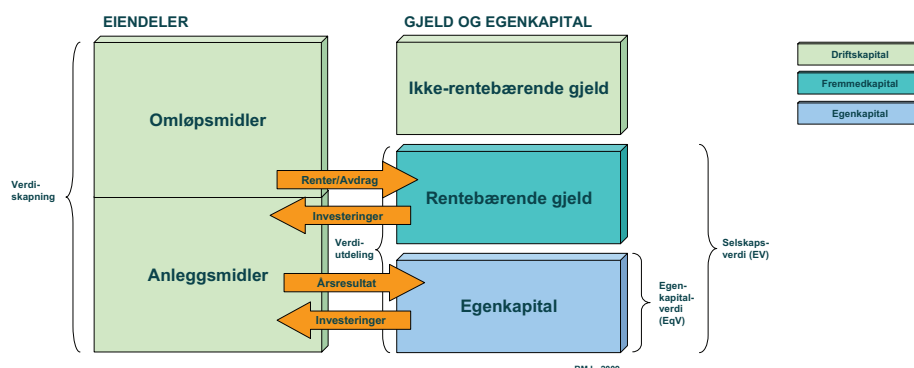 EIENDELER
GJELD OG EGENKAPITAL
Driftskapital
Fremmedkapital
Egenkapital
Omløpsmidler
Ikke-rentebærende gjeld
Verdi-
skapning
Renter/Avdrag
Rentebærende gjeld
Investeringer
Verdi-
utdeling
Selskaps-
verdi (EV)
Anleggsmidler
Årsresultat
Egenkapital
Investeringer
Egen-
kapital-
verdi
(EqV)